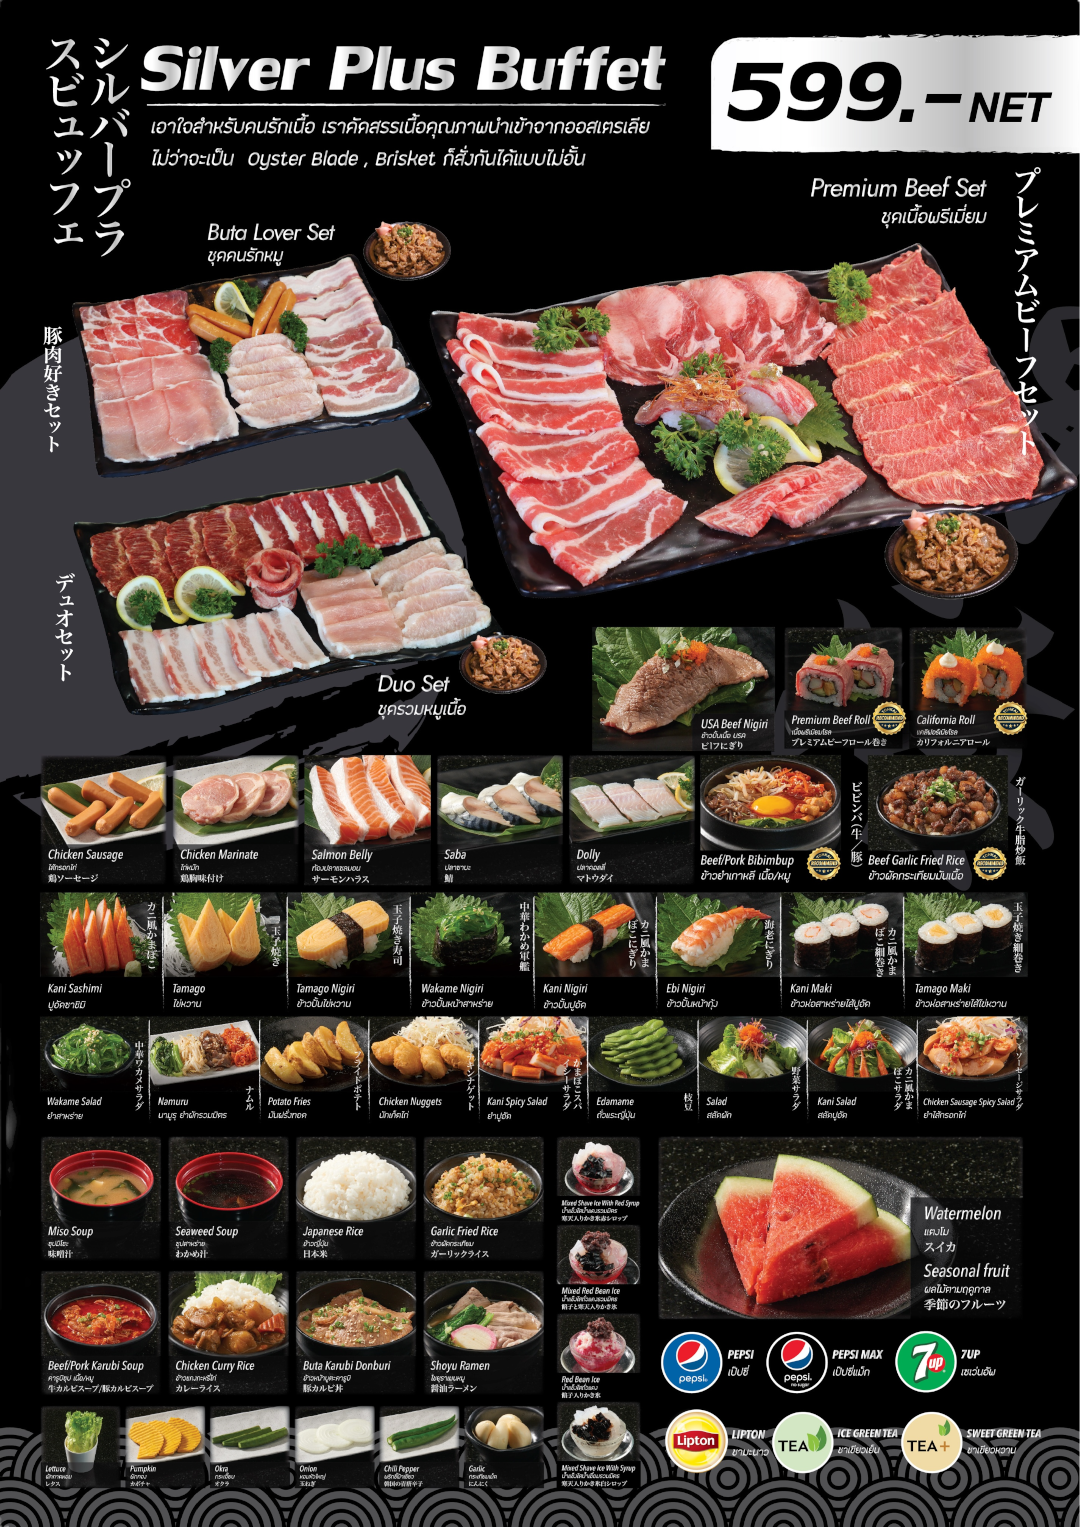 シルバープラ
スビュッフェ
Silver Plus Buffet
599.- NET
เอาใจสำหรับคนรักเนื้อ เราคัดสรรเนื้อคุณภาพนำเข้าจากออสเตรเลีย
ไม่ว่าจะเป็น Oyster Blade , Brisket ก็สั่งกันได้แบบไม่อั้น
Premium Beef Set
ชุดเนื้อพรีเมี่ยม
プレミアムビーフセット
Buta Lover Set
ชุดคนรักหมู
豚肉好きセット
デュオセット
Duo Set
ชุดรวมหมูเนื้อ
USA Beef Nigiri
ข้าวปั้นเนื้อ USA
ビーフにぎり
Premium Beef Roll
เนื้อพรีเมียมโรล
プレミアムビーフロール巻き
RECOMMEND
California Roll
แคลิฟอร์เนียโรล
カリフォルニアロール
RECOMMEND
Chicken Sausage
ไส้กรอกไก่
鶏ソーセージ
Chicken Marinate
ไก่หมัก
鶏胸味付け
Salmon Belly
ท้องปลาแซลมอน
サーモンハラス
Saba
ปลาซาบะ
鯖
Dolly
ปลาดอลลี่
マトウダイ
Beef/Pork Bibimbup
ข้าวยำเกาหลี เนื้อ/หมู
ビビンバ(牛/豚)
RECOMMEND
Beef Garlic Fried Rice
ข้าวผัดกระเทียมมันเนื้อ
ガーリック牛脂炒飯
RECOMMEND
Kani Sashimi
ปูอัดซาชิมิ
カニ風かまぼこ
Tamago
ไข่หวาน
玉子焼き
Tamago Nigiri
ข้าวปั้นไข่หวาน
玉子焼き寿司
Wakame Nigiri
ข้าวปั้นหน้าสาหร่าย
中華わかめ軍艦
Kani Nigiri
ข้าวปั้นปูอัด
カニ風かま
ぼこにぎり
Ebi Nigiri
ข้าวปั้นหน้ากุ้ง
海老にぎり
Kani Maki
ข้าวห่อสาหร่ายไส้ปูอัด
カニ風かま
ぼこ細巻き
Tamago Maki
ข้าวห่อสาหร่ายไส้ไข่หวาน
玉子焼き細巻き
Wakame Salad
ยำสาหร่าย
中華ワカメサラダ
Namuru
นามูรุ ยำผักรวมมิตร
ナムル
Potato Fries
มันฝรั่งทอด
フライドポテト
Chicken Nuggets
นักเก็ตไก่
チキンナゲット
Kani Spicy Salad
ยำปูอัด
かまぼこスパ
イシーサラダ
Edamame
ถั่วแระญี่ปุ่น
枝豆
Salad
สลัดผัก
野菜サラダ
Kani Salad
สลัดปูอัด
カニ風かま
ぼこサラダ
Chicken Sausage Spicy Salad
ยำไส้กรอกไก่
Miso Soup
ซุปมิโซะ
味噌汁
Seaweed Soup
ซุปสาหร่าย
わかめ汁
Japanese Rice
ข้าวญี่ปุ่น
日本米
Garlic Fried Rice
ข้าวผัดกระเทียม
ガーリックライス
Mixed Shave Ice With Red Syrup
น้ำแข็งใสน้ำแดงรวมมิตร
寒天入りかき氷赤シロップ
Mixed Red Bean Ice
น้ำแข็งใสถั่วแดงรวมมิตร
餡子と寒天入りかき氷
Red Bean Ice
น้ำแข็งใสถั่วแดง
餡子入りかき氷
Mixed Shave Ice With Syrup
น้ำแข็งใสน้ำเชื่อมรวมมิตร
寒天入りかき氷白シロップ
Watermelon
แตงโม
スイカ
Seasonal fruit
ผลไม้ตามฤดูกาล
季節のフルーツ
Beef/Pork Karubi Soup
คารูบิซุป เนื้อ/หมู
牛カルビスープ/豚カルビスープ
Chicken Curry Rice
ข้าวแกงกะหรี่ไก่
カレーライス
Buta Karubi Donburi
ข้าวหน้าบูตะคารูบิ
豚カルビ丼
Shoyu Ramen
โชยุราเมนหมู
醤油ラーメン
pepsi.
PEPSI
เป๊ปซี่
pepsi.
no sugar
PEPSI MAX
เป๊ปซี่แม็ก
7up
7UP
เซเว่นอัพ
Lipton
LIPTON
ชามะนาว
TEA
ICE GREEN TEA
ชาเขียวเย็น
TEA+
SWEET GREEN TEA
ชาเขียวหวาน
Lettuce
ผักกาดหอม
レタス
Pumpkin
ฟักทอง
カボチャ
Okra
กระเจี๊ยบ
オクラ
Onion
หอมหัวใหญ่
玉ねぎ
Chili Pepper
พริกชี้ฟ้าเขียว
朝鮮の青唐辛子
Garlic
กระเทียมเม็ด
にんにく